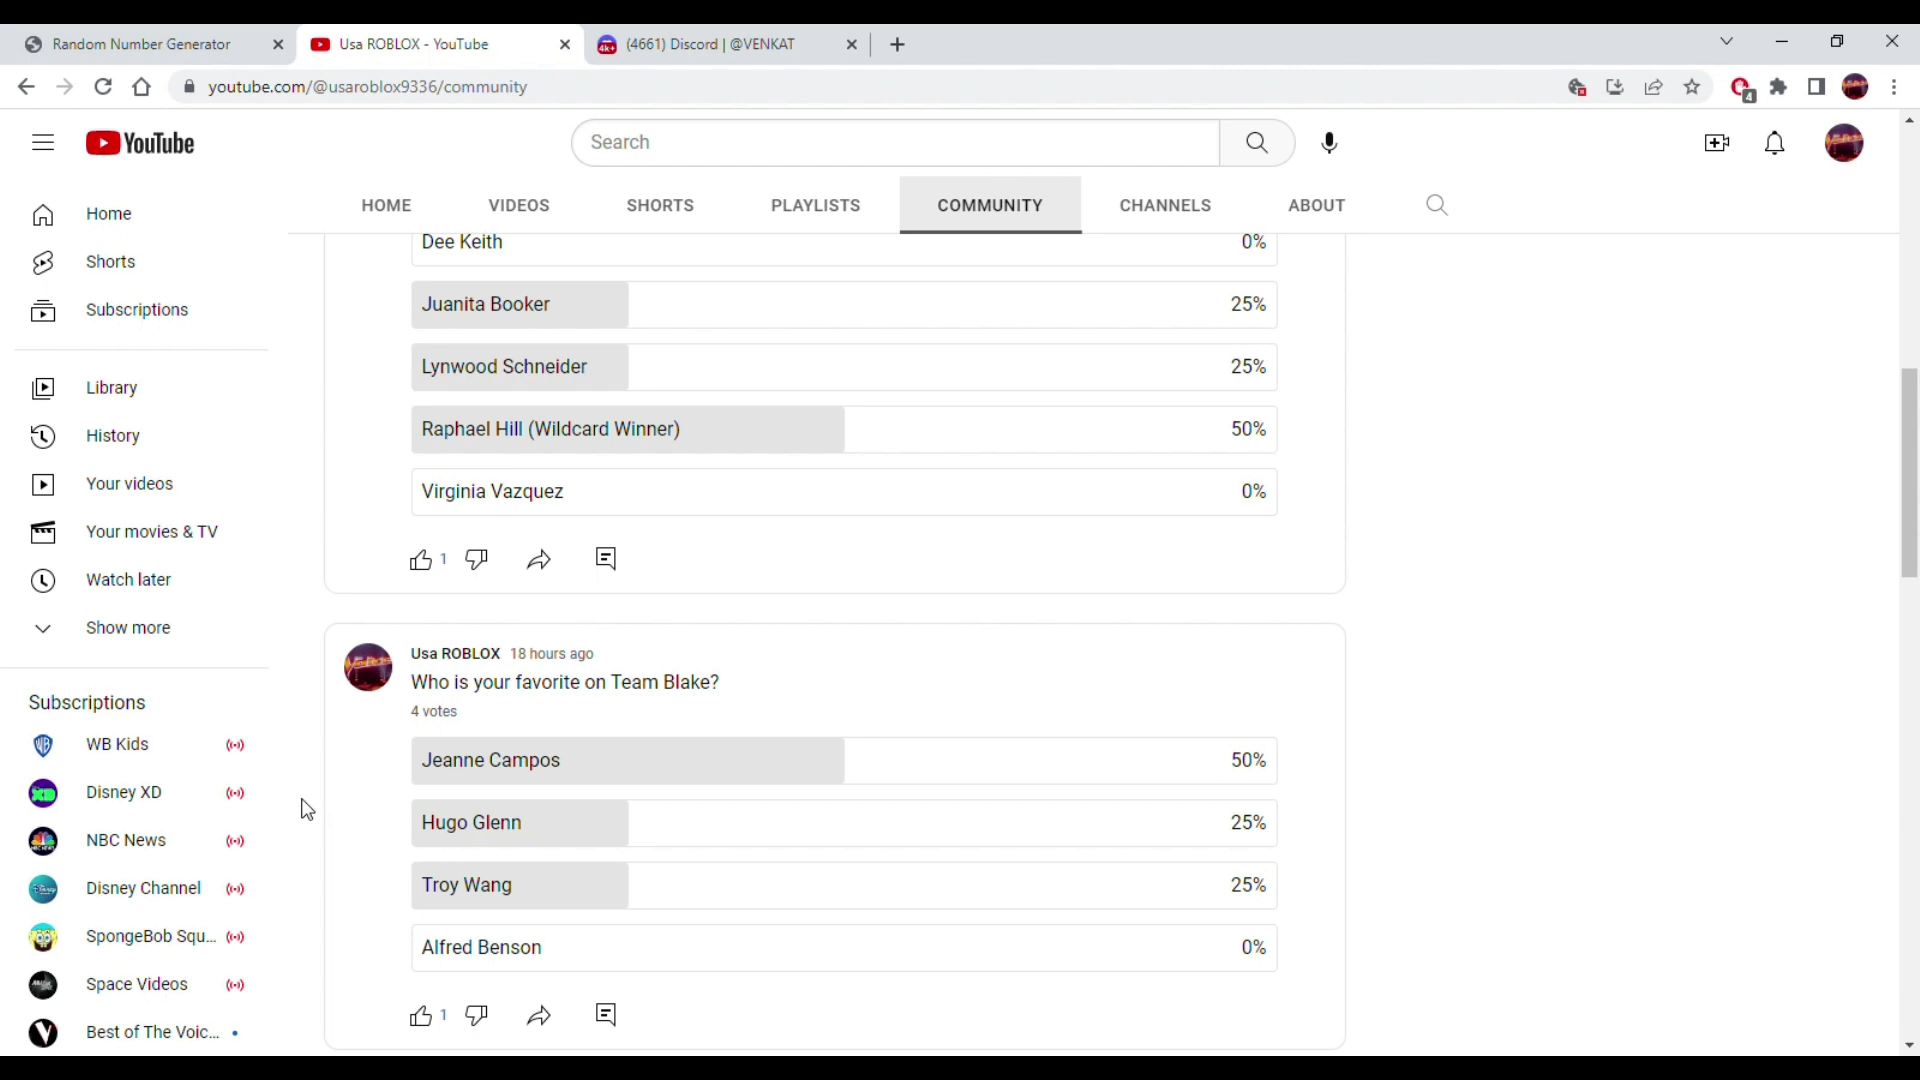 Random Number Generator
Usa ROBLOX - YouTube
(4661) Discord | @VENKAT
youtube.com/@usaroblox9336/community
4
YouTube
Search
HOME
VIDEOS
SHORTS
PLAYLISTS
COMMUNITY
CHANNELS
ABOUT
Home
Shorts
Subscriptions
Library
History
Your videos
Your movies & TV
Watch later
Show more
Subscriptions
WB Kids
Disney XD
NBC News
Disney Channel
SpongeBob Squ...
Space Videos
Best of The Voic...
Dee Keith 0%
Juanita Booker 25%
Lynwood Schneider 25%
Raphael Hill (Wildcard Winner) 50%
Virginia Vazquez 0%
1
Usa ROBLOX 18 hours ago
Who is your favorite on Team Blake?
4 votes
Jeanne Campos 50%
Hugo Glenn 25%
Troy Wang 25%
Alfred Benson 0%
1